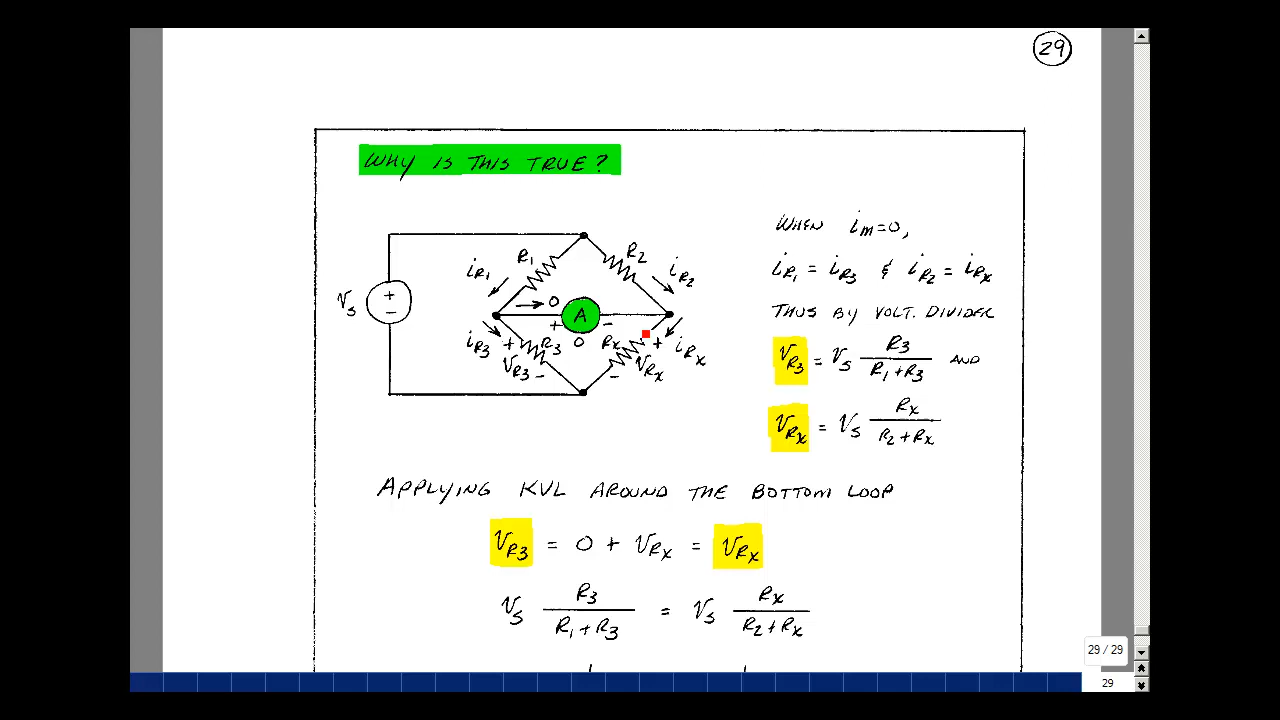 29
WHY IS THIS TRUE?
WHEN im=0,
iR1 = iR3 & iR2 = iRx
THUS BY VOLT. DIVIDER
VR3 = Vs R3 / R1+R3 AND
VRx = Vs Rx / R2+Rx
Vs + −
R1 R2
iR1 iR2
0
A
+ −
0
iR3 + R3 Rx + iRx
VR3 − − VRx
APPLYING KVL AROUND THE BOTTOM LOOP
VR3 = 0 + VRx = VRx
Vs R3 / R1+R3 = Vs Rx / R2+Rx
29 / 29
29